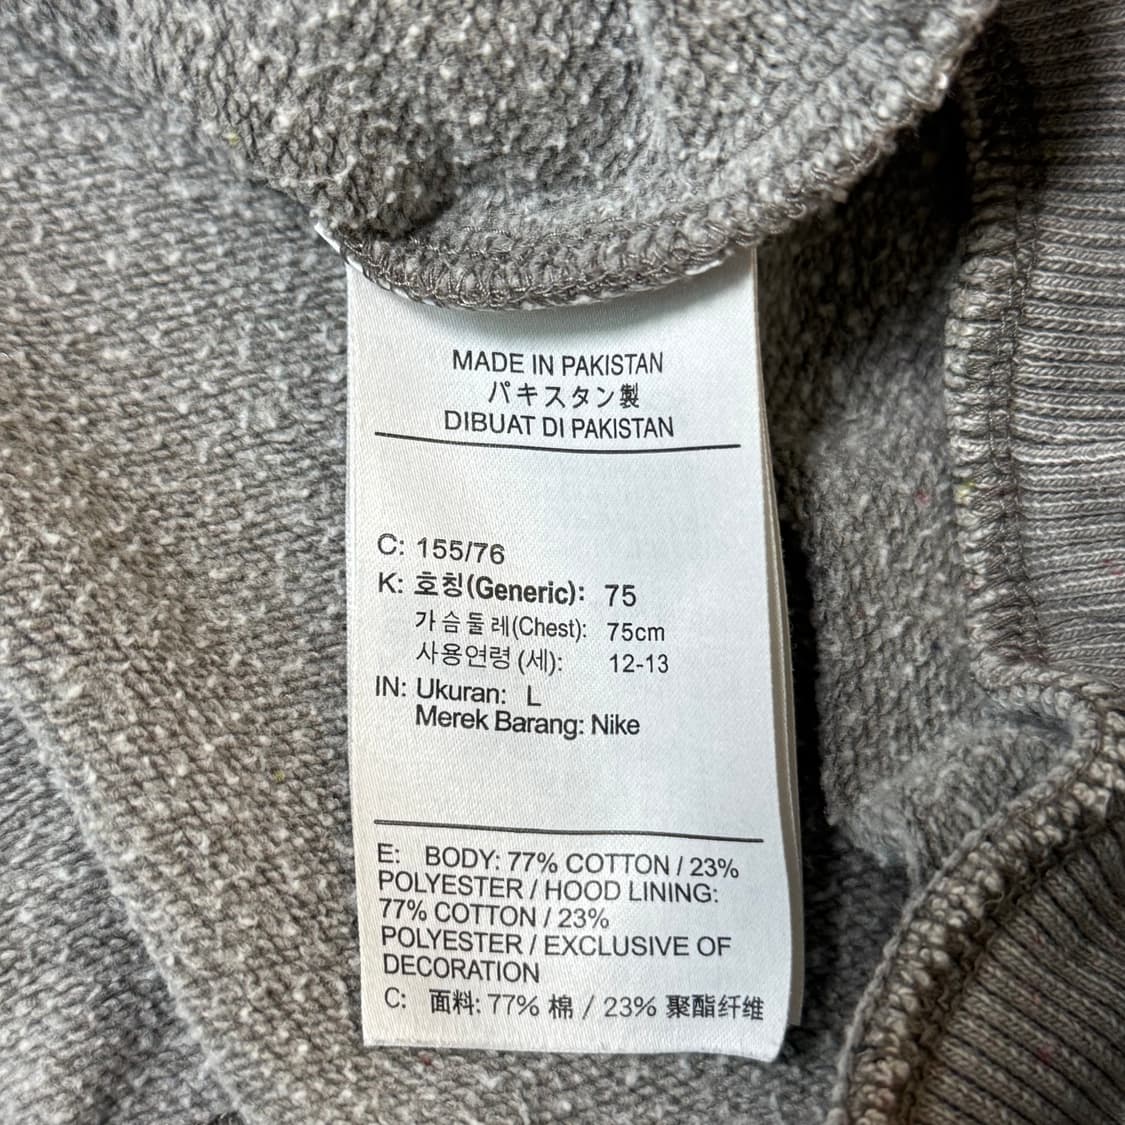 MADE IN PAKISTAN
パキスタン製
DIBUAT DI PAKISTAN
C: 155/76
K: 호칭(Generic): 75
가슴둘레(Chest): 75cm
사용연령(세): 12-13
IN: Ukuran: L
Merek Barang: Nike
E: BODY: 77% COTTON / 23%
POLYESTER / HOOD LINING:
77% COTTON / 23%
POLYESTER / EXCLUSIVE OF
DECORATION
C: 面料: 77% 棉 / 23% 聚酯纤维